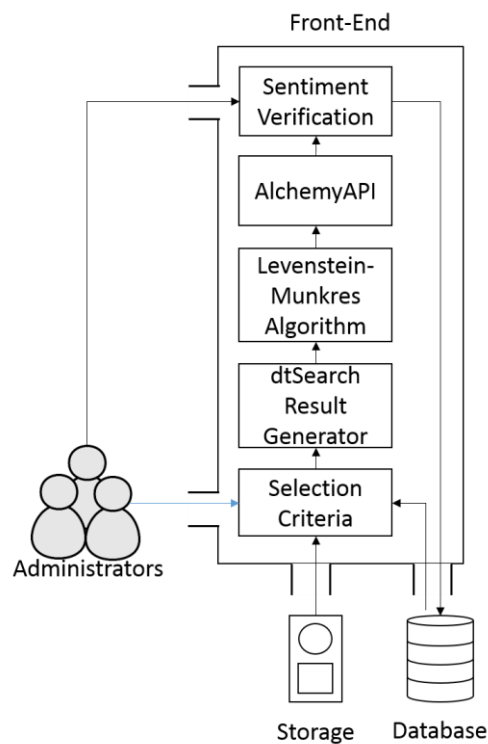 Front-End
Sentiment
Verification
AlchemyAPI
Levenstein-
Munkres
Algorithm
dtSearch
Result
Generator
Selection
Criteria
Administrators
Storage
Database